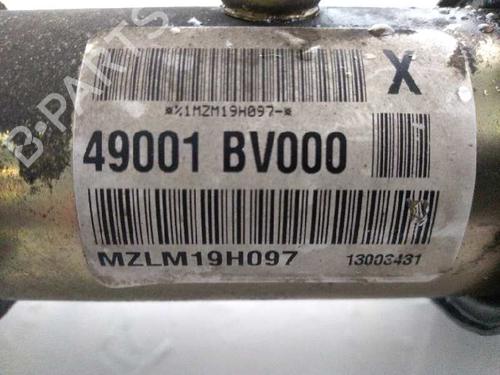 X
*%1MZM19H097-*
49001 BV000
MZLM19H097
13003431
B-PARTS